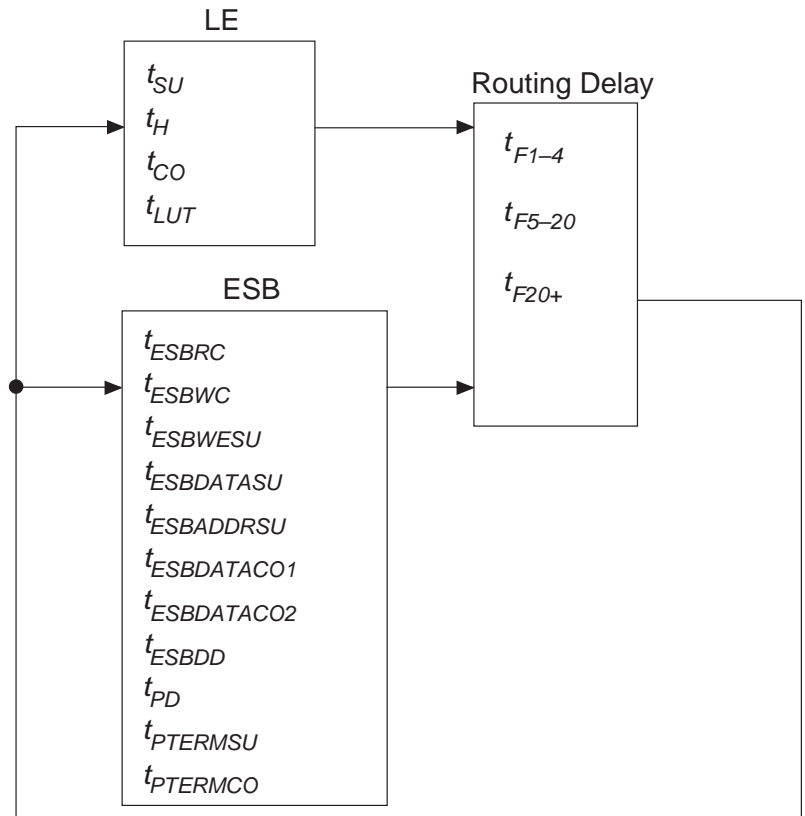 LE
tSU
tH
tCO
tLUT
Routing Delay
tF1–4
tF5–20
tF20+
ESB
tESBRC
tESBWC
tESBWESU
tESBDATASU
tESBADDRSU
tESBDATACO1
tESBDATACO2
tESBDD
tPD
tPTERMSU
tPTERMCO